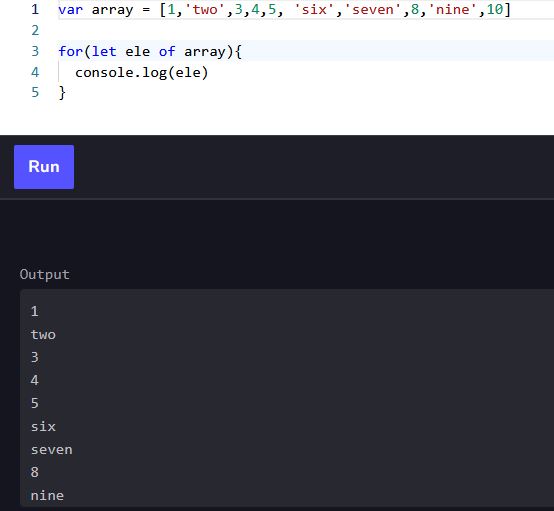 1 var array = [1,'two',3,4,5, 'six','seven',8,'nine',10]
2
3 for(let ele of array){
4   console.log(ele)
5 }
Run
Output
1
two
3
4
5
six
seven
8
nine